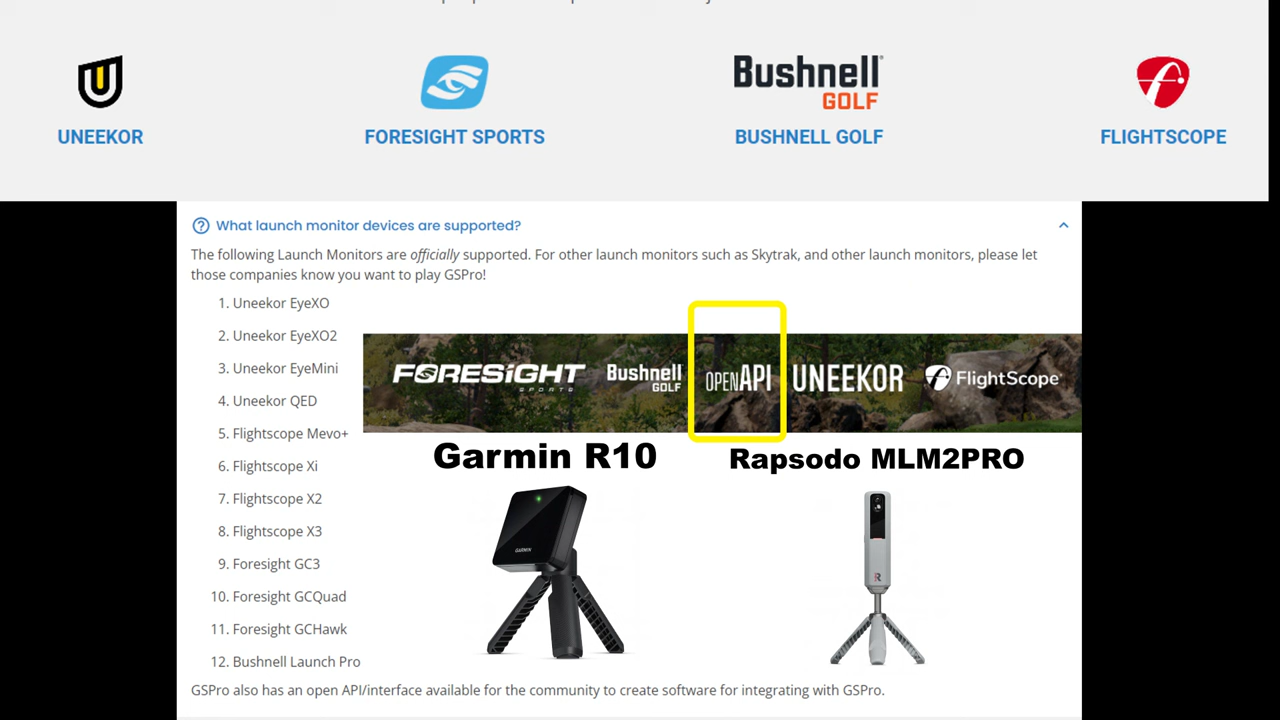 Bushnell
GOLF
UNEEKOR
FORESIGHT SPORTS
BUSHNELL GOLF
FLIGHTSCOPE
What launch monitor devices are supported?
The following Launch Monitors are officially supported. For other launch monitors such as Skytrak, and other launch monitors, please let
those companies know you want to play GSPro!
1. Uneekor EyeXO
2. Uneekor EyeXO2
3. Uneekor EyeMini
4. Uneekor QED
5. Flightscope Mevo+
6. Flightscope Xi
7. Flightscope X2
8. Flightscope X3
9. Foresight GC3
10. Foresight GCQuad
11. Foresight GCHawk
12. Bushnell Launch Pro
FORESIGHT
SPORTS
Bushnell
GOLF
OPENAPI
UNEEKOR
FlightScope
Garmin R10
Rapsodo MLM2PRO
GARMIN
R
GSPro also has an open API/interface available for the community to create software for integrating with GSPro.